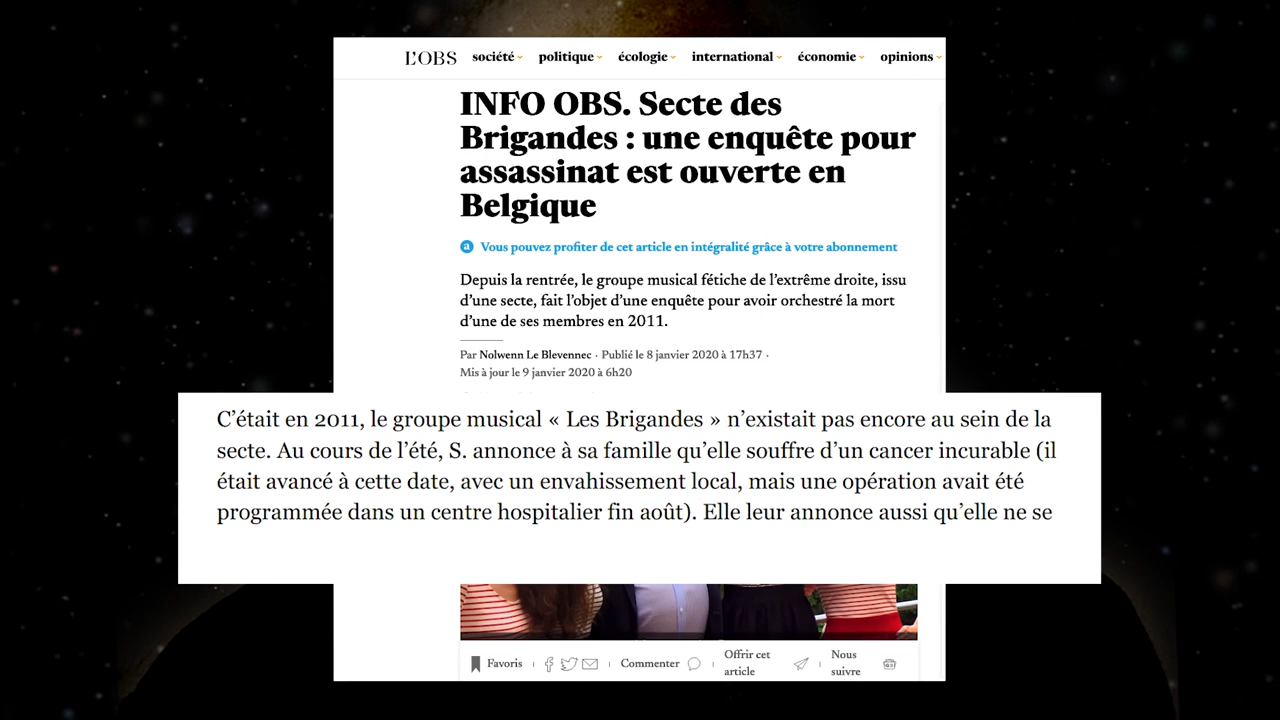 L'OBS société politique écologie international économie opinions
INFO OBS. Secte des
Brigandes : une enquête pour
assassinat est ouverte en
Belgique
a Vous pouvez profiter de cet article en intégralité grâce à votre abonnement
Depuis la rentrée, le groupe musical fétiche de l'extrême droite, issu
d'une secte, fait l'objet d'une enquête pour avoir orchestré la mort
d'une de ses membres en 2011.
Par Nolwenn Le Blevennec · Publié le 8 janvier 2020 à 17h37 ·
Mis à jour le 9 janvier 2020 à 6h20
C'était en 2011, le groupe musical « Les Brigandes » n'existait pas encore au sein de la
secte. Au cours de l'été, S. annonce à sa famille qu'elle souffre d'un cancer incurable (il
était avancé à cette date, avec un envahissement local, mais une opération avait été
programmée dans un centre hospitalier fin août). Elle leur annonce aussi qu'elle ne se
Favoris Commenter Offrir cet article Nous suivre